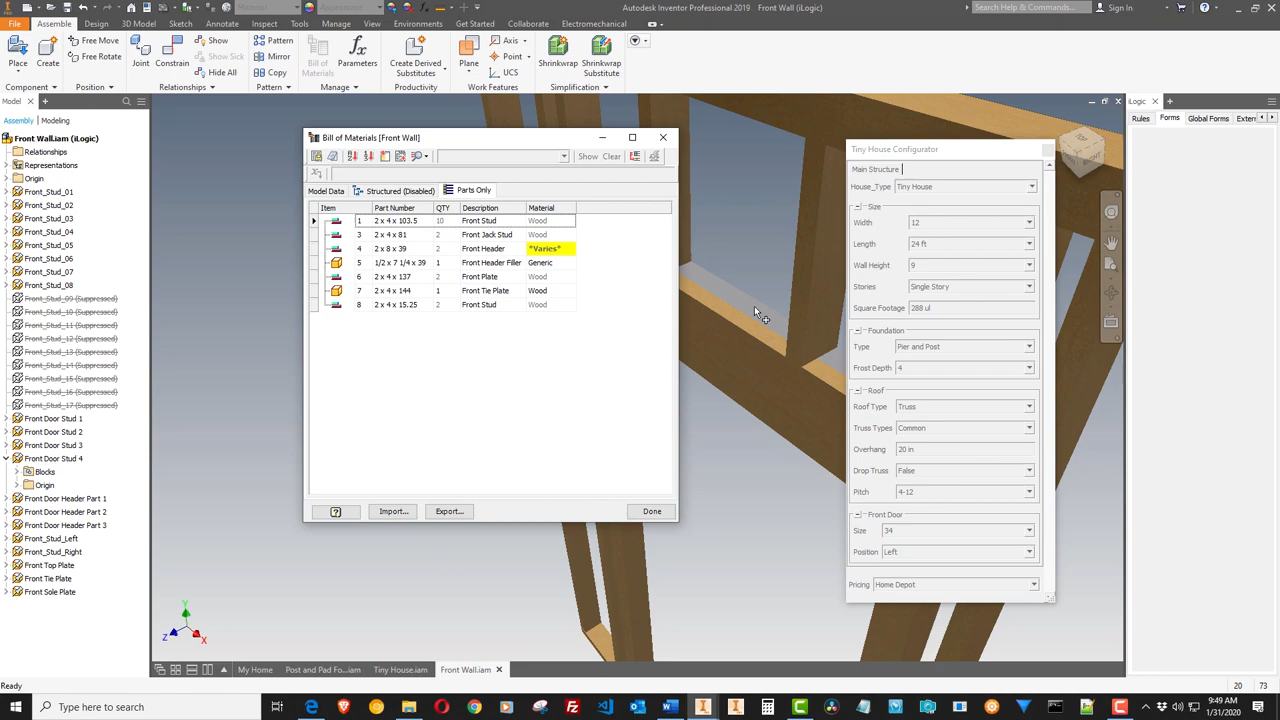 Material
Appearance
Autodesk Inventor Professional 2019   Front Wall (iLogic)
Search Help & Commands...
Sign In
File Assemble Design Sketch Annotate Inspect Tools Manage View Environments Get Started Collaborate Electromechanical
Place Create
Free Move
Free Rotate
Joint Constrain
Show
Show Sick
Hide All
Pattern
Mirror
Copy
Bill of Materials
Parameters
Create Derived Substitutes
Plane
Axis
Point
UCS
Shrinkwrap
Shrinkwrap Substitute
Component Position Relationships Pattern Manage Productivity Work Features Simplification
Model
Assembly Modeling
Front Wall.iam (iLogic)
Relationships
Representations
Origin
Front_Stud_01
Front_Stud_02
Front_Stud_03
Front_Stud_04
Front_Stud_05
Front_Stud_06
Front_Stud_07
Front_Stud_08
Front_Stud_09 (Suppressed)
Front_Stud_10 (Suppressed)
Front_Stud_11 (Suppressed)
Front_Stud_12 (Suppressed)
Front_Stud_13 (Suppressed)
Front_Stud_14 (Suppressed)
Front_Stud_15 (Suppressed)
Front_Stud_16 (Suppressed)
Front_Stud_17 (Suppressed)
Front Door Stud 1
Front Door Stud 2
Front Door Stud 3
Front Door Stud 4
Blocks
Origin
Front Door Header Part 1
Front Door Header Part 2
Front Door Header Part 3
Front_Stud_Left
Front_Stud_Right
Front Top Plate
Front Tie Plate
Front Sole Plate
Bill of Materials [Front Wall]
Show Clear
Model Data Structured (Disabled) Parts Only
Item Part Number QTY Description Material
1 2 x 4 x 103.5 10 Front Stud Wood
3 2 x 4 x 81 2 Front Jack Stud Wood
4 2 x 8 x 39 2 Front Header *Varies*
5 1/2 x 7 1/4 x 39 1 Front Header Filler Generic
6 2 x 4 x 137 2 Front Plate Wood
7 2 x 4 x 144 1 Front Tie Plate Wood
8 2 x 4 x 15.25 2 Front Stud Wood
Import... Export... Done
Tiny House Configurator
Main Structure
House_Type Tiny House
Size
Width 12
Length 24 ft
Wall Height 9
Stories Single Story
Square Footage 288 ul
Foundation
Type Pier and Post
Frost Depth 4
Roof
Roof Type Truss
Truss Types Common
Overhang 20 in
Drop Truss False
Pitch 4-12
Front Door
Size 34
Position Left
Pricing Home Depot
iLogic
Rules Forms Global Forms Extern
TOP
Y
Z
X
My Home Post and Pad Fo...iam Tiny House.iam Front Wall.iam
Ready
20 73
Type here to search
9:49 AM
1/31/2020